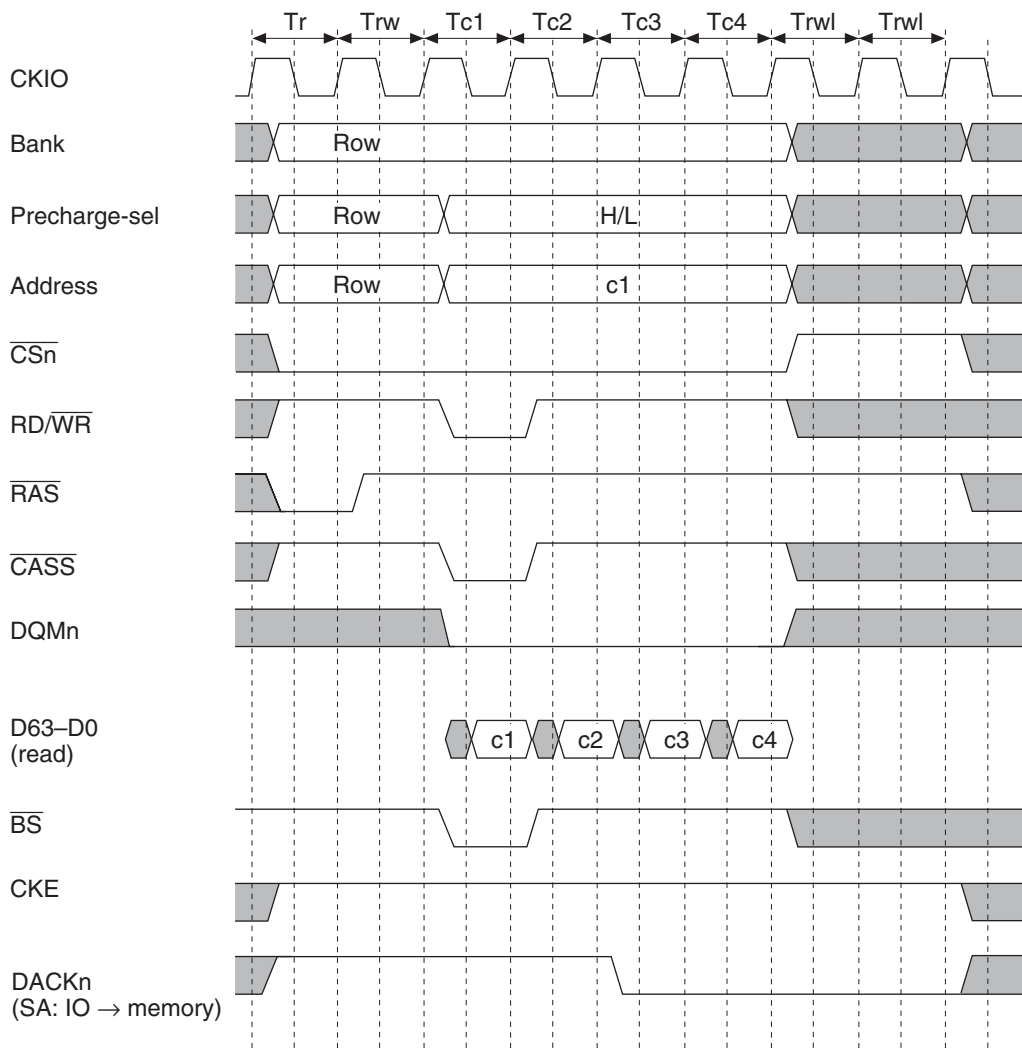 Tr Trw Tc1 Tc2 Tc3 Tc4 Trwl Trwl
CKIO
Bank Row
Precharge-sel Row H/L
Address Row c1
CSn
RD/WR
RAS
CASS
DQMn
D63–D0
(read) c1 c2 c3 c4
BS
CKE
DACKn
(SA: IO → memory)